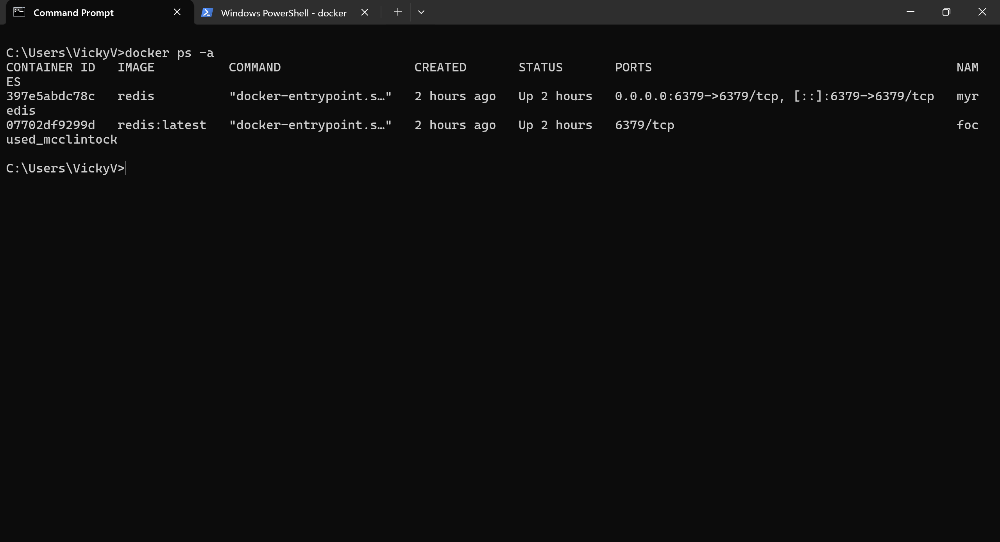 Command Prompt
Windows PowerShell - docker
C:\Users\VickyV>docker ps -a
CONTAINER ID   IMAGE          COMMAND                  CREATED       STATUS       PORTS                                         NAM
ES
397e5abdc78c   redis          "docker-entrypoint.s…"   2 hours ago   Up 2 hours   0.0.0.0:6379->6379/tcp, [::]:6379->6379/tcp   myr
edis
07702df9299d   redis:latest   "docker-entrypoint.s…"   2 hours ago   Up 2 hours   6379/tcp                                      foc
used_mcclintock
C:\Users\VickyV>